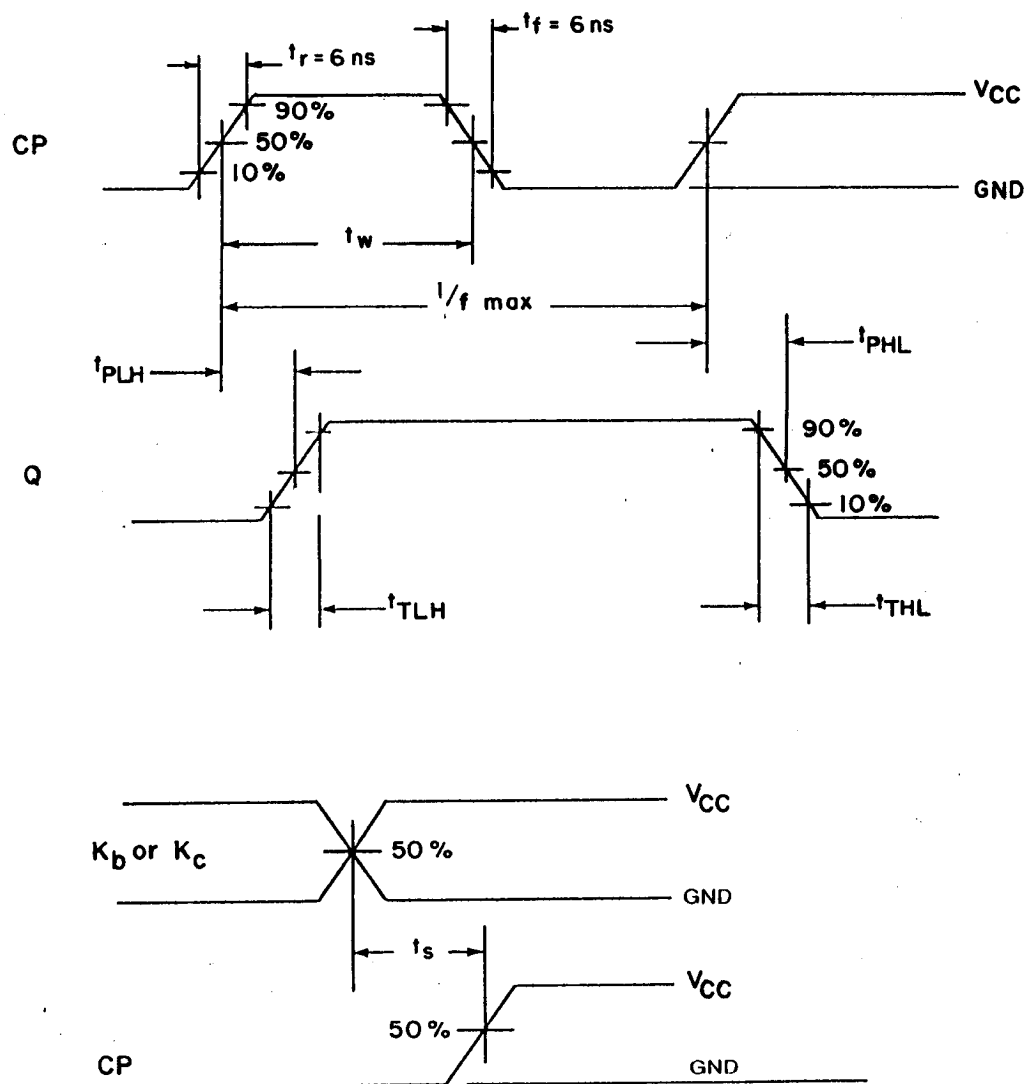 tr = 6 ns
tf = 6 ns
CP
90%
50%
10%
VCC
GND
tw
1/f max
tPLH
tPHL
Q
90%
50%
10%
tTLH
tTHL
Kb or Kc
50%
VCC
GND
ts
CP
50%
VCC
GND